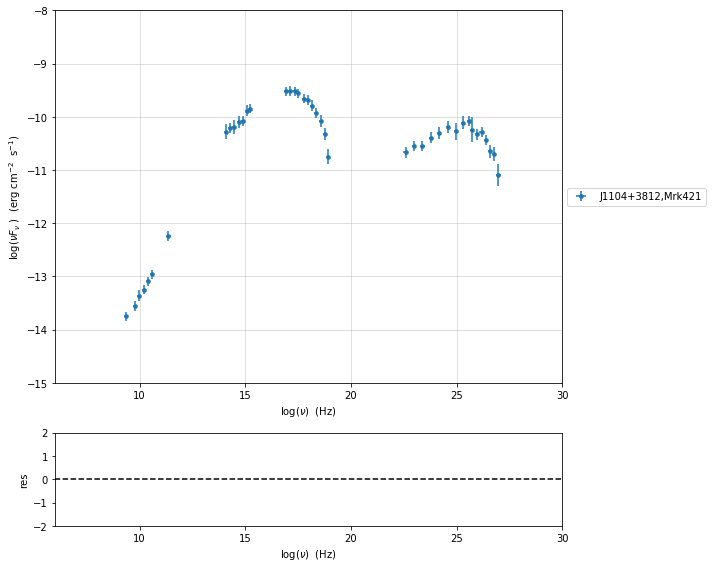 −8
−9
−10
−11
−12
−13
−14
−15
log(νF_ν )  (erg cm⁻²  s⁻¹)
10 15 20 25 30
log(ν)  (Hz)
J1104+3812,Mrk421
2
1
0
−1
−2
res
10 15 20 25 30
log(ν)  (Hz)